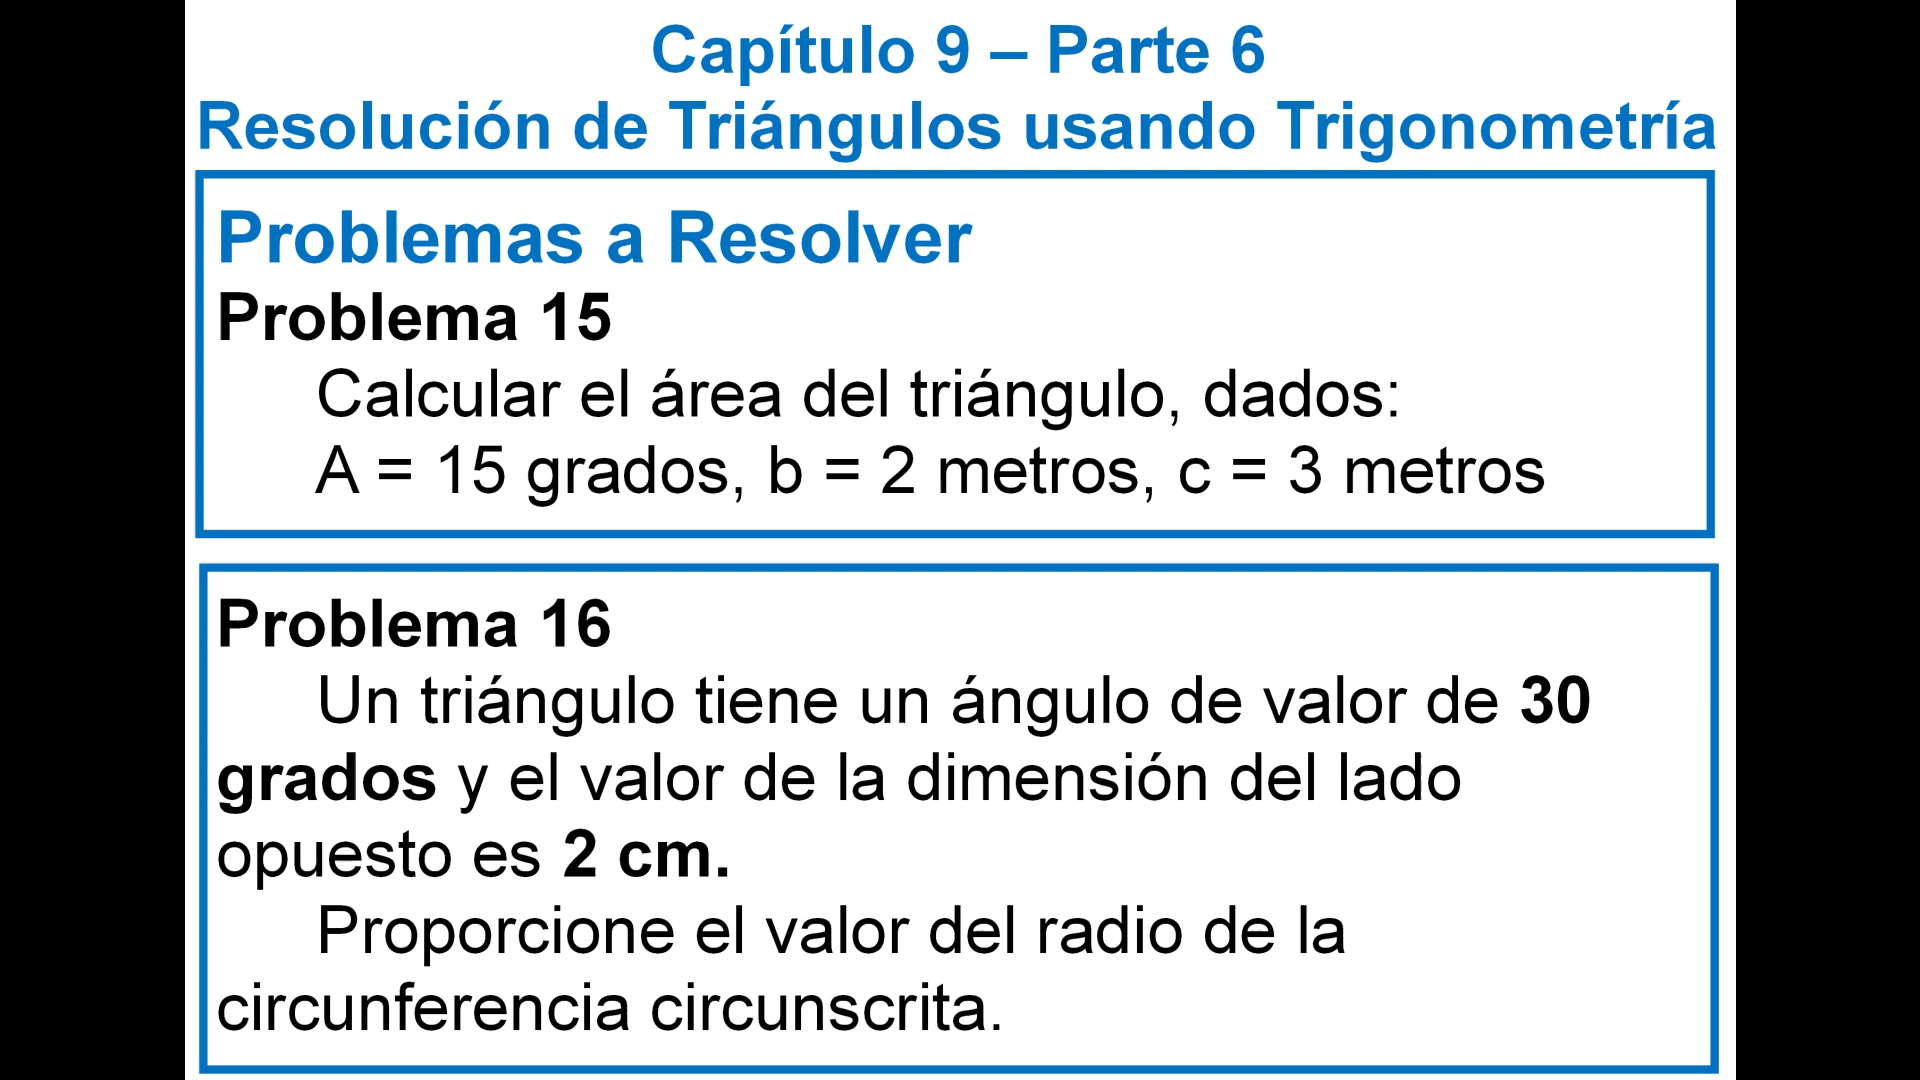 Capítulo 9 – Parte 6
Resolución de Triángulos usando Trigonometría
Problemas a Resolver
Problema 15
Calcular el área del triángulo, dados:
A = 15 grados, b = 2 metros, c = 3 metros
Problema 16
Un triángulo tiene un ángulo de valor de 30
grados y el valor de la dimensión del lado
opuesto es 2 cm.
Proporcione el valor del radio de la
circunferencia circunscrita.